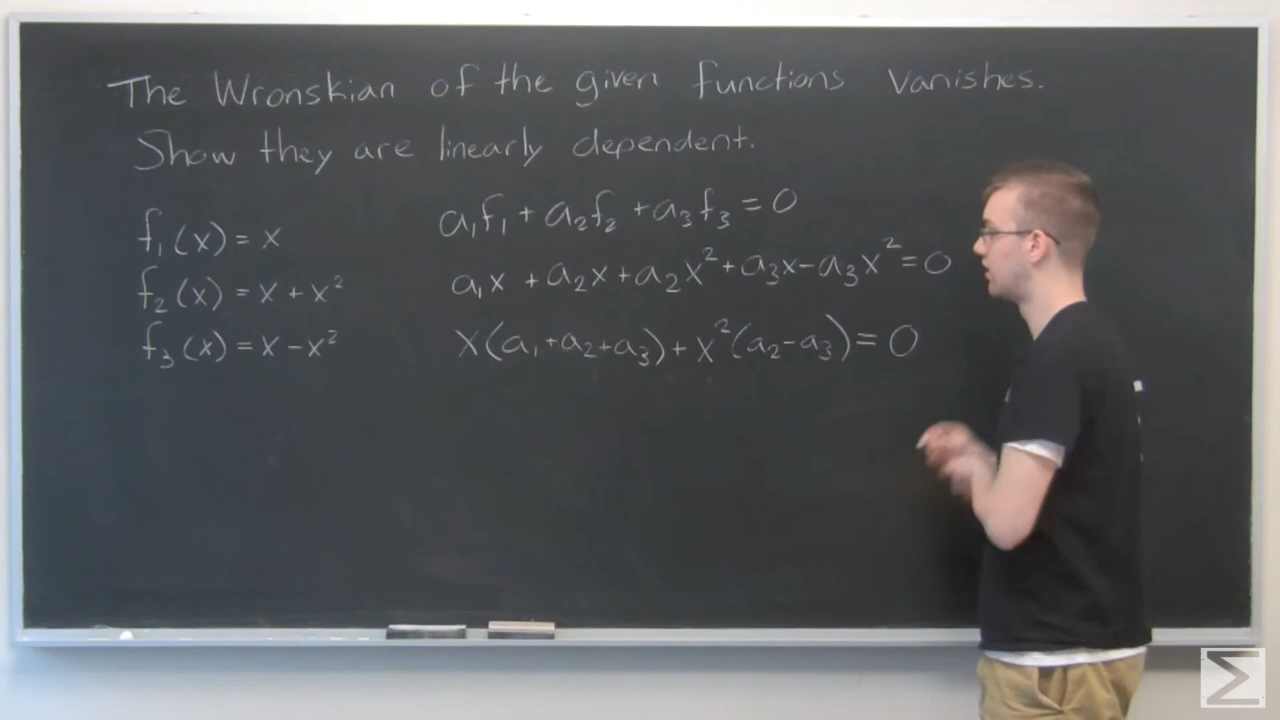 The Wronskian of the given functions vanishes.
Show they are linearly dependent.
f₁(x) = x
f₂(x) = x + x²
f₃(x) = x - x²
a₁f₁ + a₂f₂ + a₃f₃ = 0
a₁x + a₂x + a₂x² + a₃x - a₃x² = 0
x(a₁+a₂+a₃) + x²(a₂-a₃) = 0
Σ